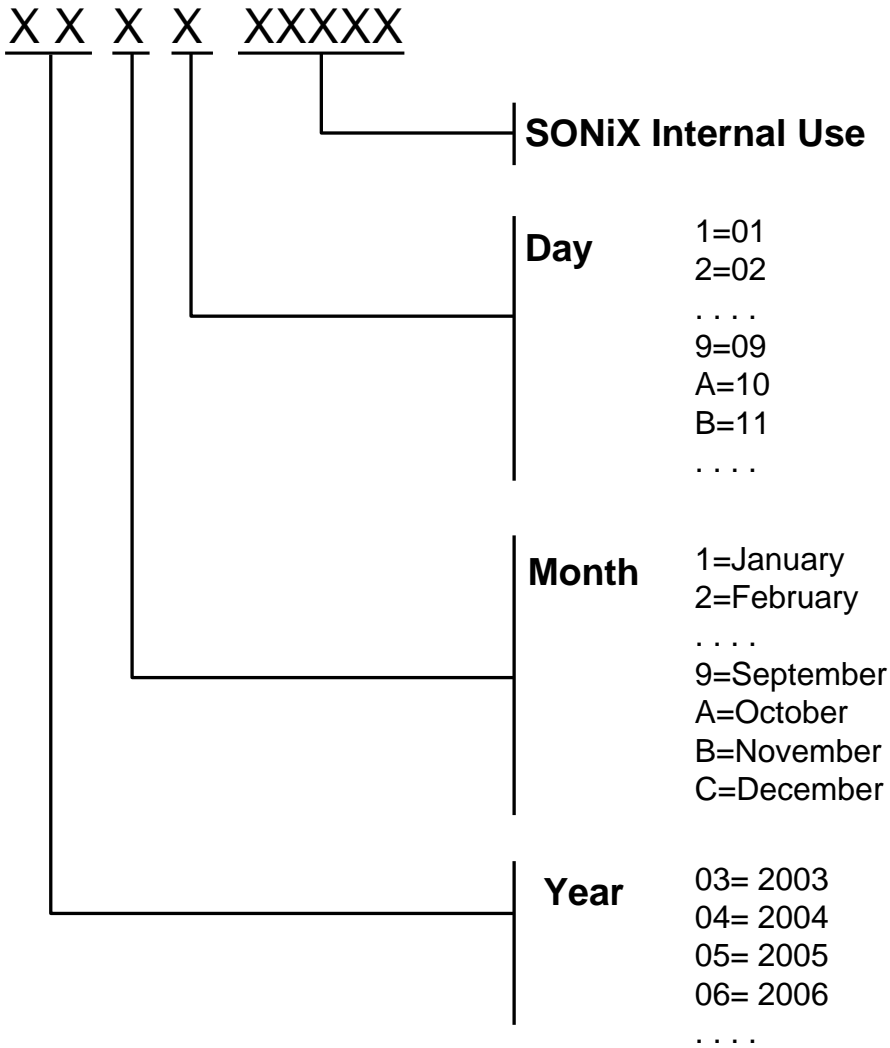 X X X X XXXXX
SONiX Internal Use
Day
1=01
2=02
. . . .
9=09
A=10
B=11
. . . .
Month
1=January
2=February
. . . .
9=September
A=October
B=November
C=December
Year
03= 2003
04= 2004
05= 2005
06= 2006
. . . .